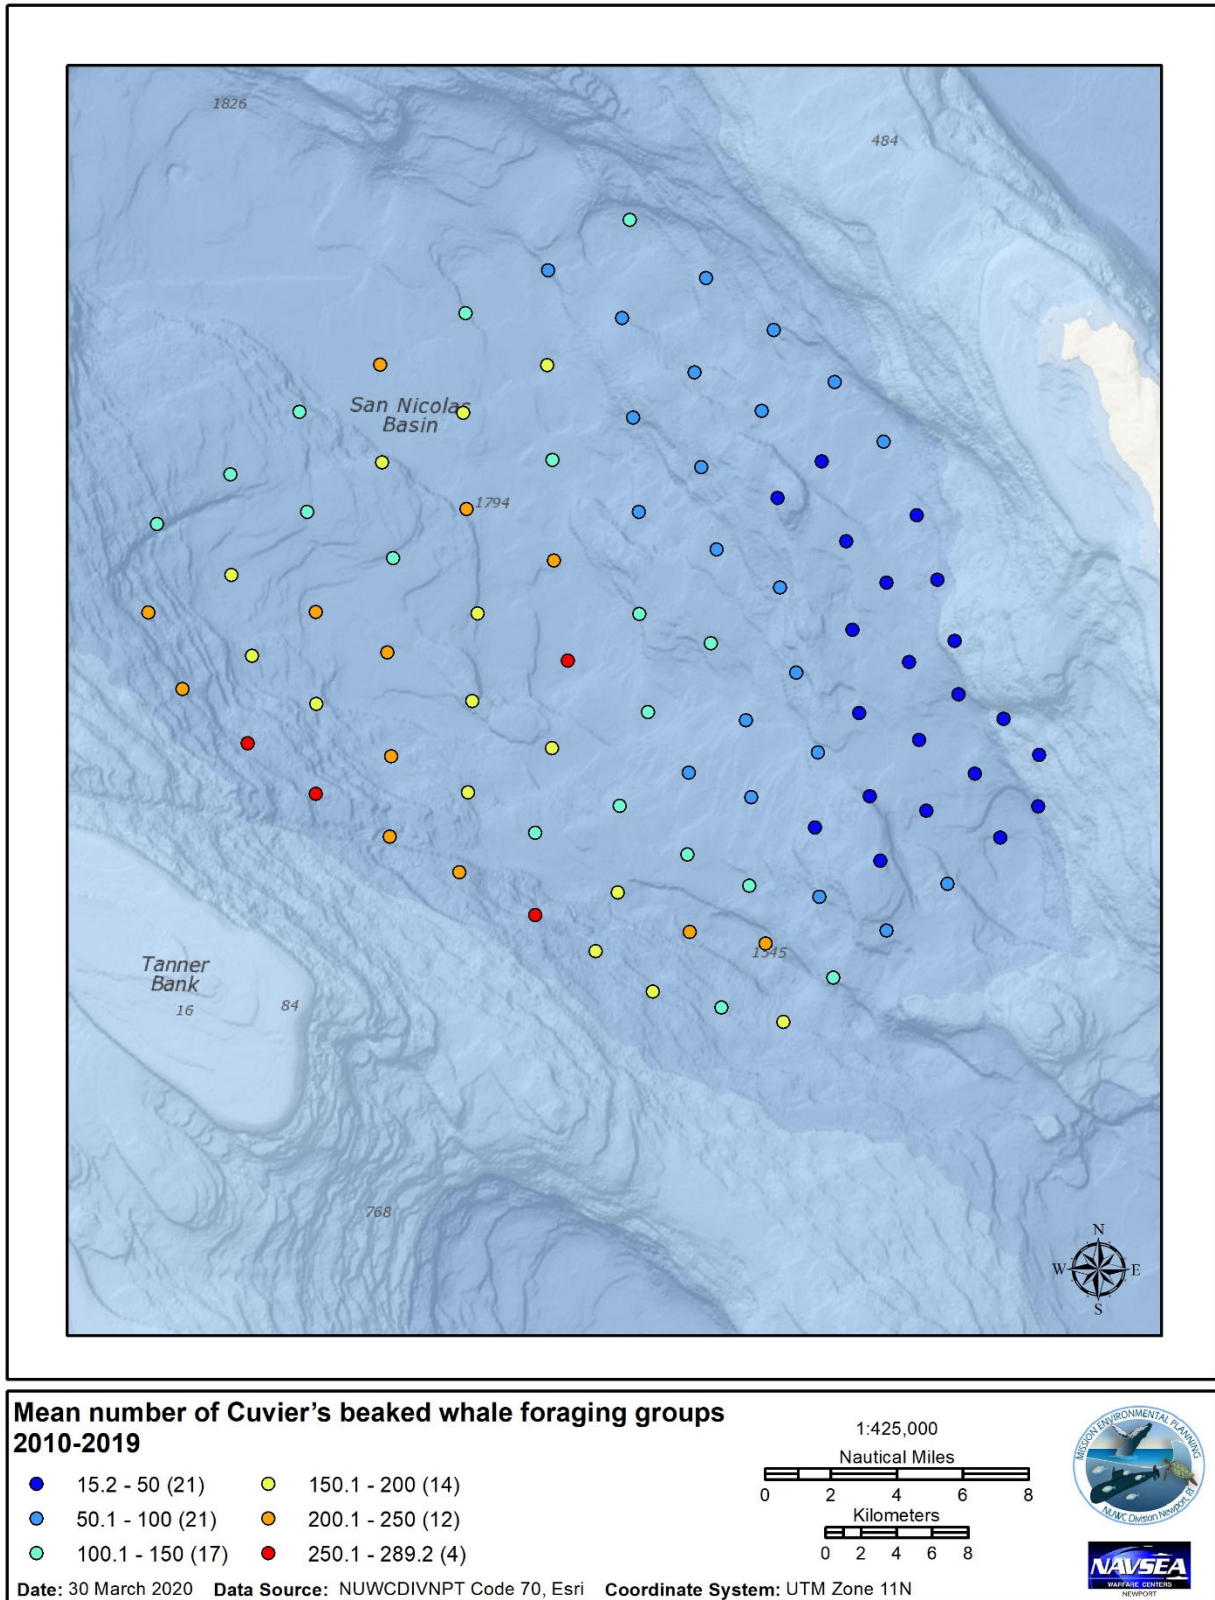 1826
484
San Nicolas
Basin
1794
Tanner
Bank
16
84
1345
768
N
W E
S
Mean number of Cuvier's beaked whale foraging groups
2010-2019
15.2 - 50 (21)
50.1 - 100 (21)
100.1 - 150 (17)
150.1 - 200 (14)
200.1 - 250 (12)
250.1 - 289.2 (4)
1:425,000
Nautical Miles
0 2 4 6 8
Kilometers
0 2 4 6 8
MISSION ENVIRONMENTAL PLANNING
NUWC Division Newport, RI
NAVSEA
WARFARE CENTERS
NEWPORT
Date: 30 March 2020 Data Source: NUWCDIVNPT Code 70, Esri Coordinate System: UTM Zone 11N